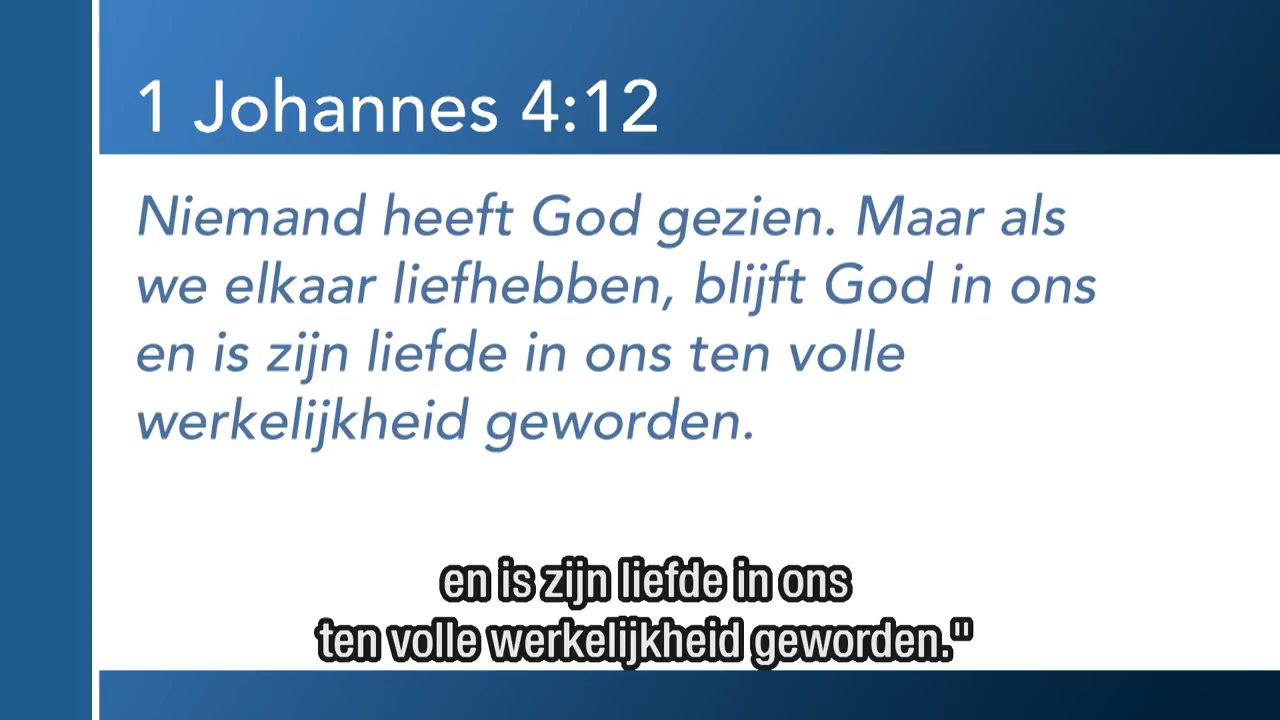 1 Johannes 4:12
Niemand heeft God gezien. Maar als
we elkaar liefhebben, blijft God in ons
en is zijn liefde in ons ten volle
werkelijkheid geworden.
en is zijn liefde in ons
ten volle werkelijkheid geworden."